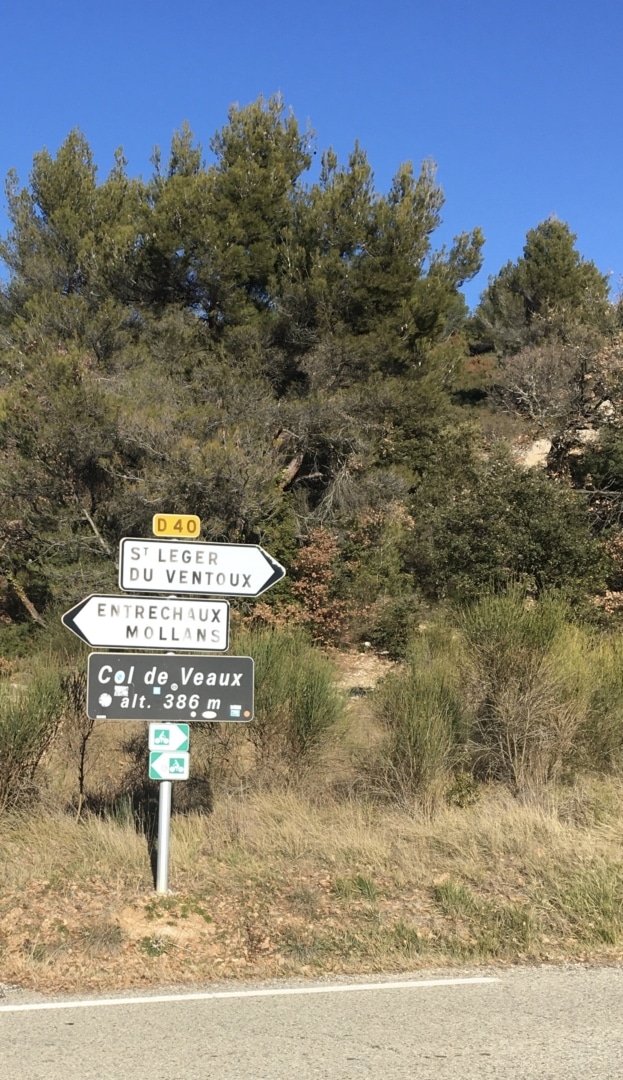 D 40
ST LEGER
DU VENTOUX
ENTRECHAUX
MOLLANS
Col de Veaux
alt. 386 m